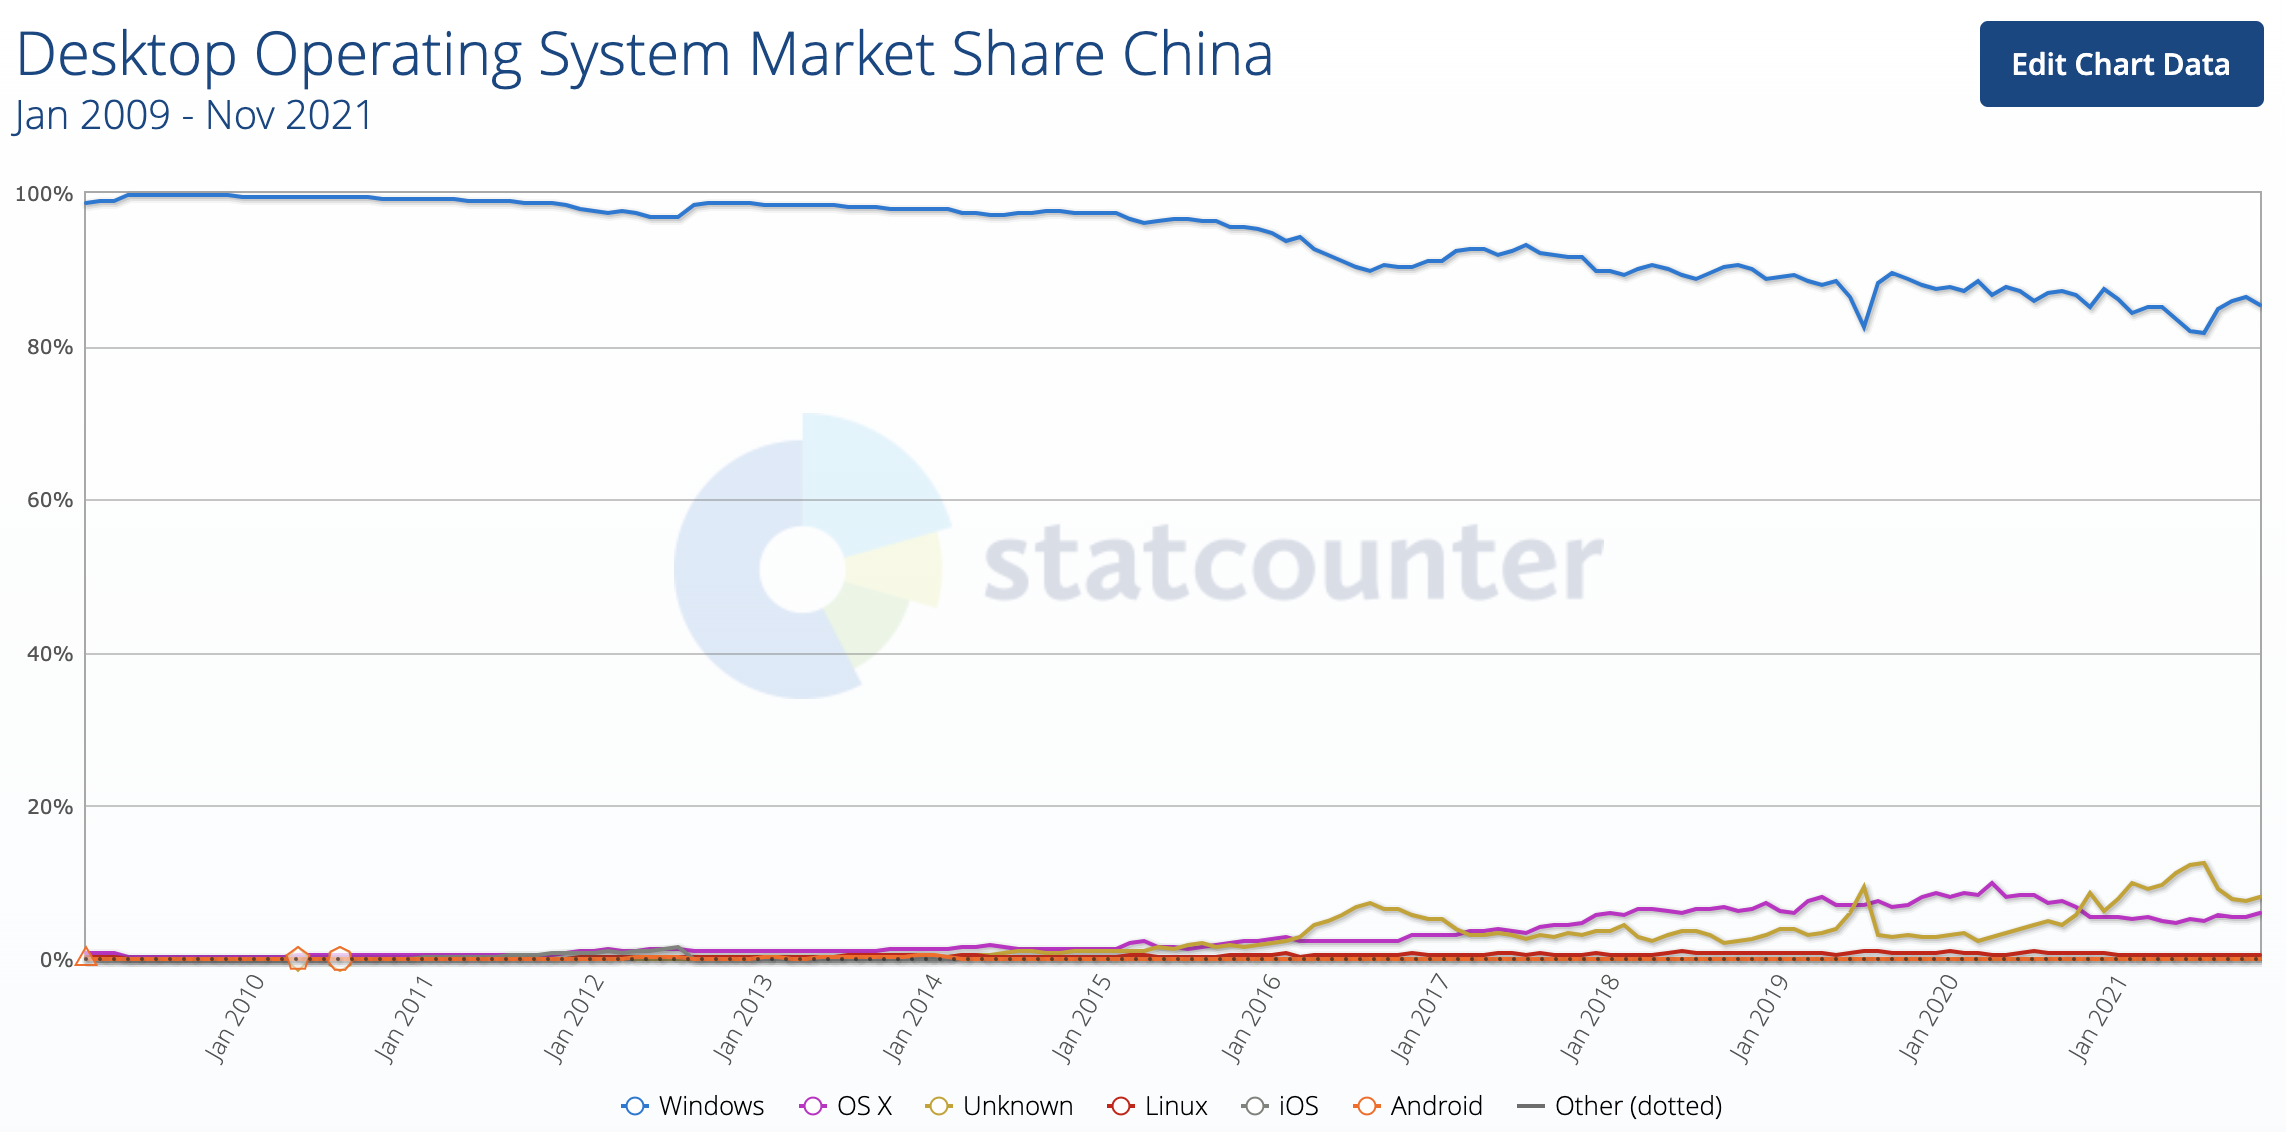 Desktop Operating System Market Share China
Edit Chart Data
Jan 2009 - Nov 2021
100%
80%
60%
statcounter
40%
20%
0%
Jan 2010 Jan 2011 Jan 2012 Jan 2013 Jan 2014 Jan 2015 Jan 2016 Jan 2017 Jan 2018 Jan 2019 Jan 2020 Jan 2021
Windows OS X Unknown Linux iOS Android Other (dotted)